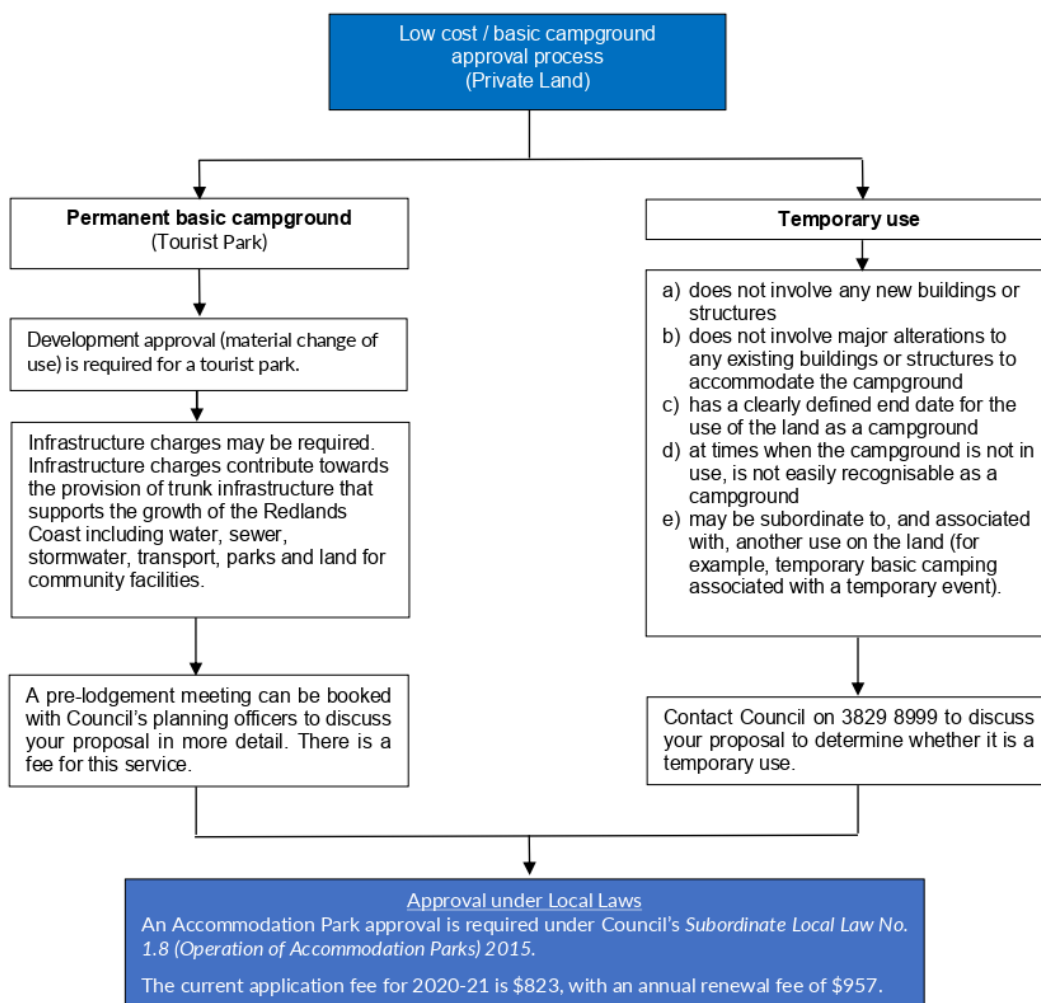 Low cost / basic campground
approval process
(Private Land)
Permanent basic campground
(Tourist Park)
Development approval (material change of
use) is required for a tourist park.
Infrastructure charges may be required.
Infrastructure charges contribute towards
the provision of trunk infrastructure that
supports the growth of the Redlands
Coast including water, sewer,
stormwater, transport, parks and land for
community facilities.
A pre-lodgement meeting can be booked
with Council’s planning officers to discuss
your proposal in more detail. There is a
fee for this service.
Temporary use
a) does not involve any new buildings or
structures
b) does not involve major alterations to
any existing buildings or structures to
accommodate the campground
c) has a clearly defined end date for the
use of the land as a campground
d) at times when the campground is not in
use, is not easily recognisable as a
campground
e) may be subordinate to, and associated
with, another use on the land (for
example, temporary basic camping
associated with a temporary event).
Contact Council on 3829 8999 to discuss
your proposal to determine whether it is a
temporary use.
Approval under Local Laws
An Accommodation Park approval is required under Council’s Subordinate Local Law No.
1.8 (Operation of Accommodation Parks) 2015.
The current application fee for 2020-21 is $823, with an annual renewal fee of $957.